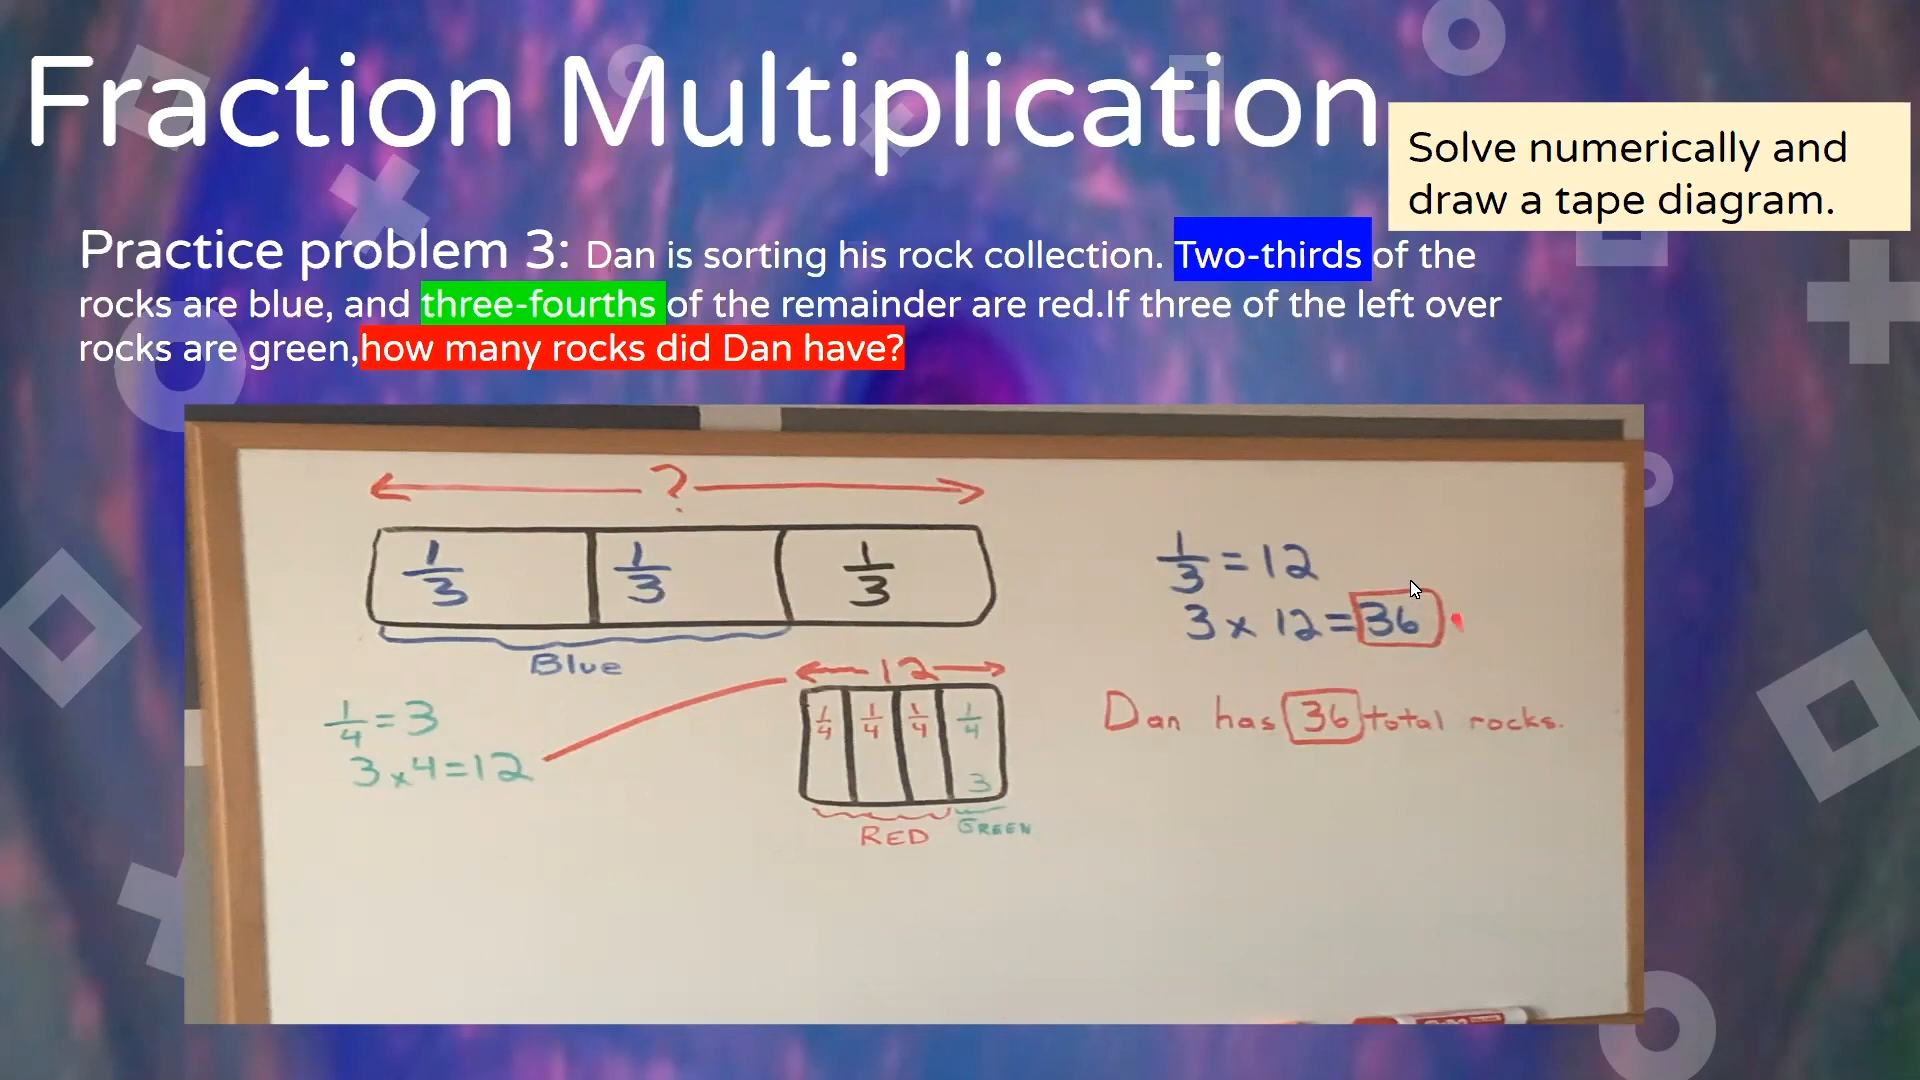 Fraction Multiplication
Solve numerically and
draw a tape diagram.
Practice problem 3: Dan is sorting his rock collection. Two-thirds of the
rocks are blue, and three-fourths of the remainder are red.If three of the left over
rocks are green,how many rocks did Dan have?
?
1/3 1/3 1/3
Blue
1/3 = 12
3 x 12 = 36
1/4 = 3
3 x 4 = 12
12
1/4 1/4 1/4 1/4
3
RED GREEN
Dan has 36 total rocks.